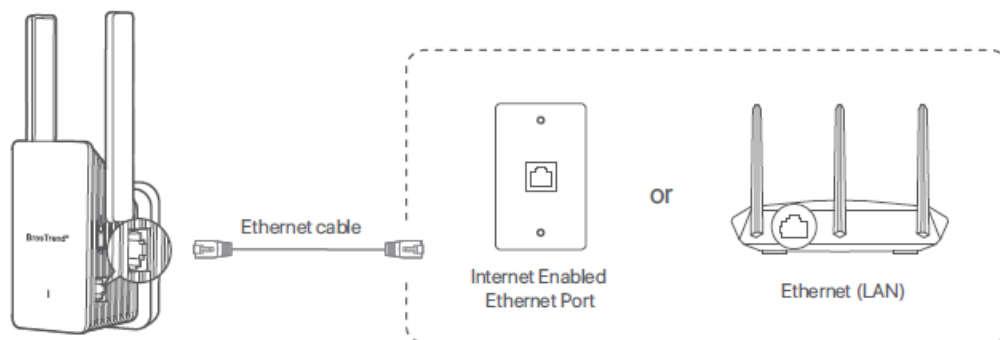 BrosTrend®
Ethernet cable
Internet Enabled
Ethernet Port
or
Ethernet (LAN)